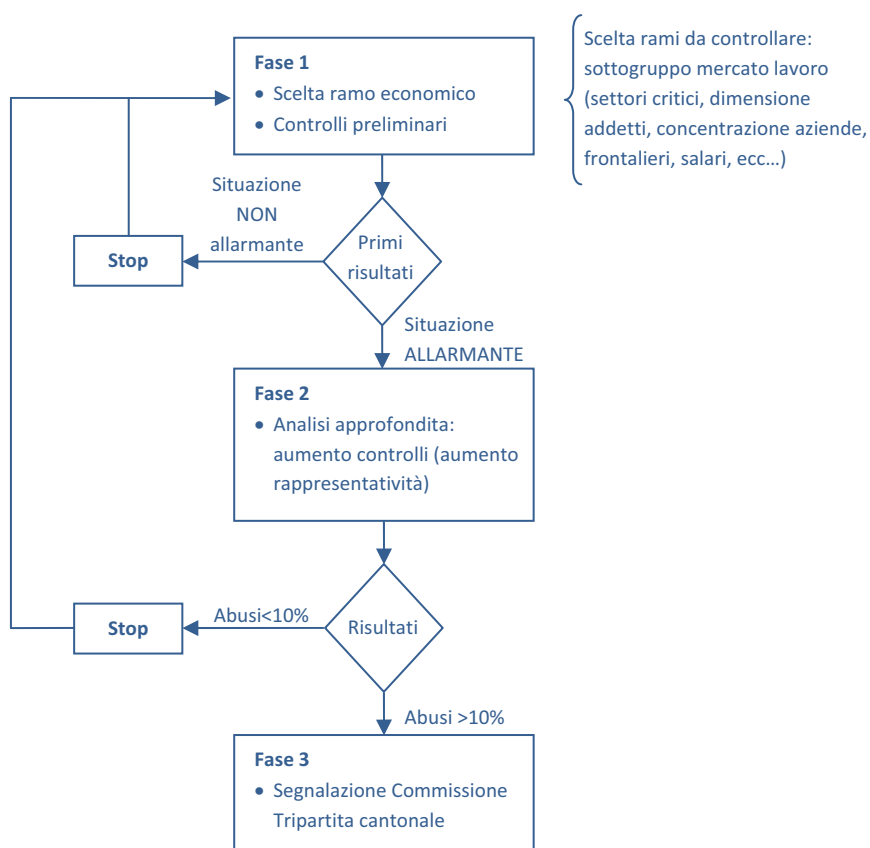 Fase 1
• Scelta ramo economico
• Controlli preliminari
Scelta rami da controllare:
sottogruppo mercato lavoro
(settori critici, dimensione
addetti, concentrazione aziende,
frontalieri, salari, ecc…)
Situazione
NON
allarmante
Stop
Primi
risultati
Situazione
ALLARMANTE
Fase 2
• Analisi approfondita:
aumento controlli (aumento
rappresentatività)
Stop
Abusi<10%
Risultati
Abusi >10%
Fase 3
• Segnalazione Commissione
Tripartita cantonale